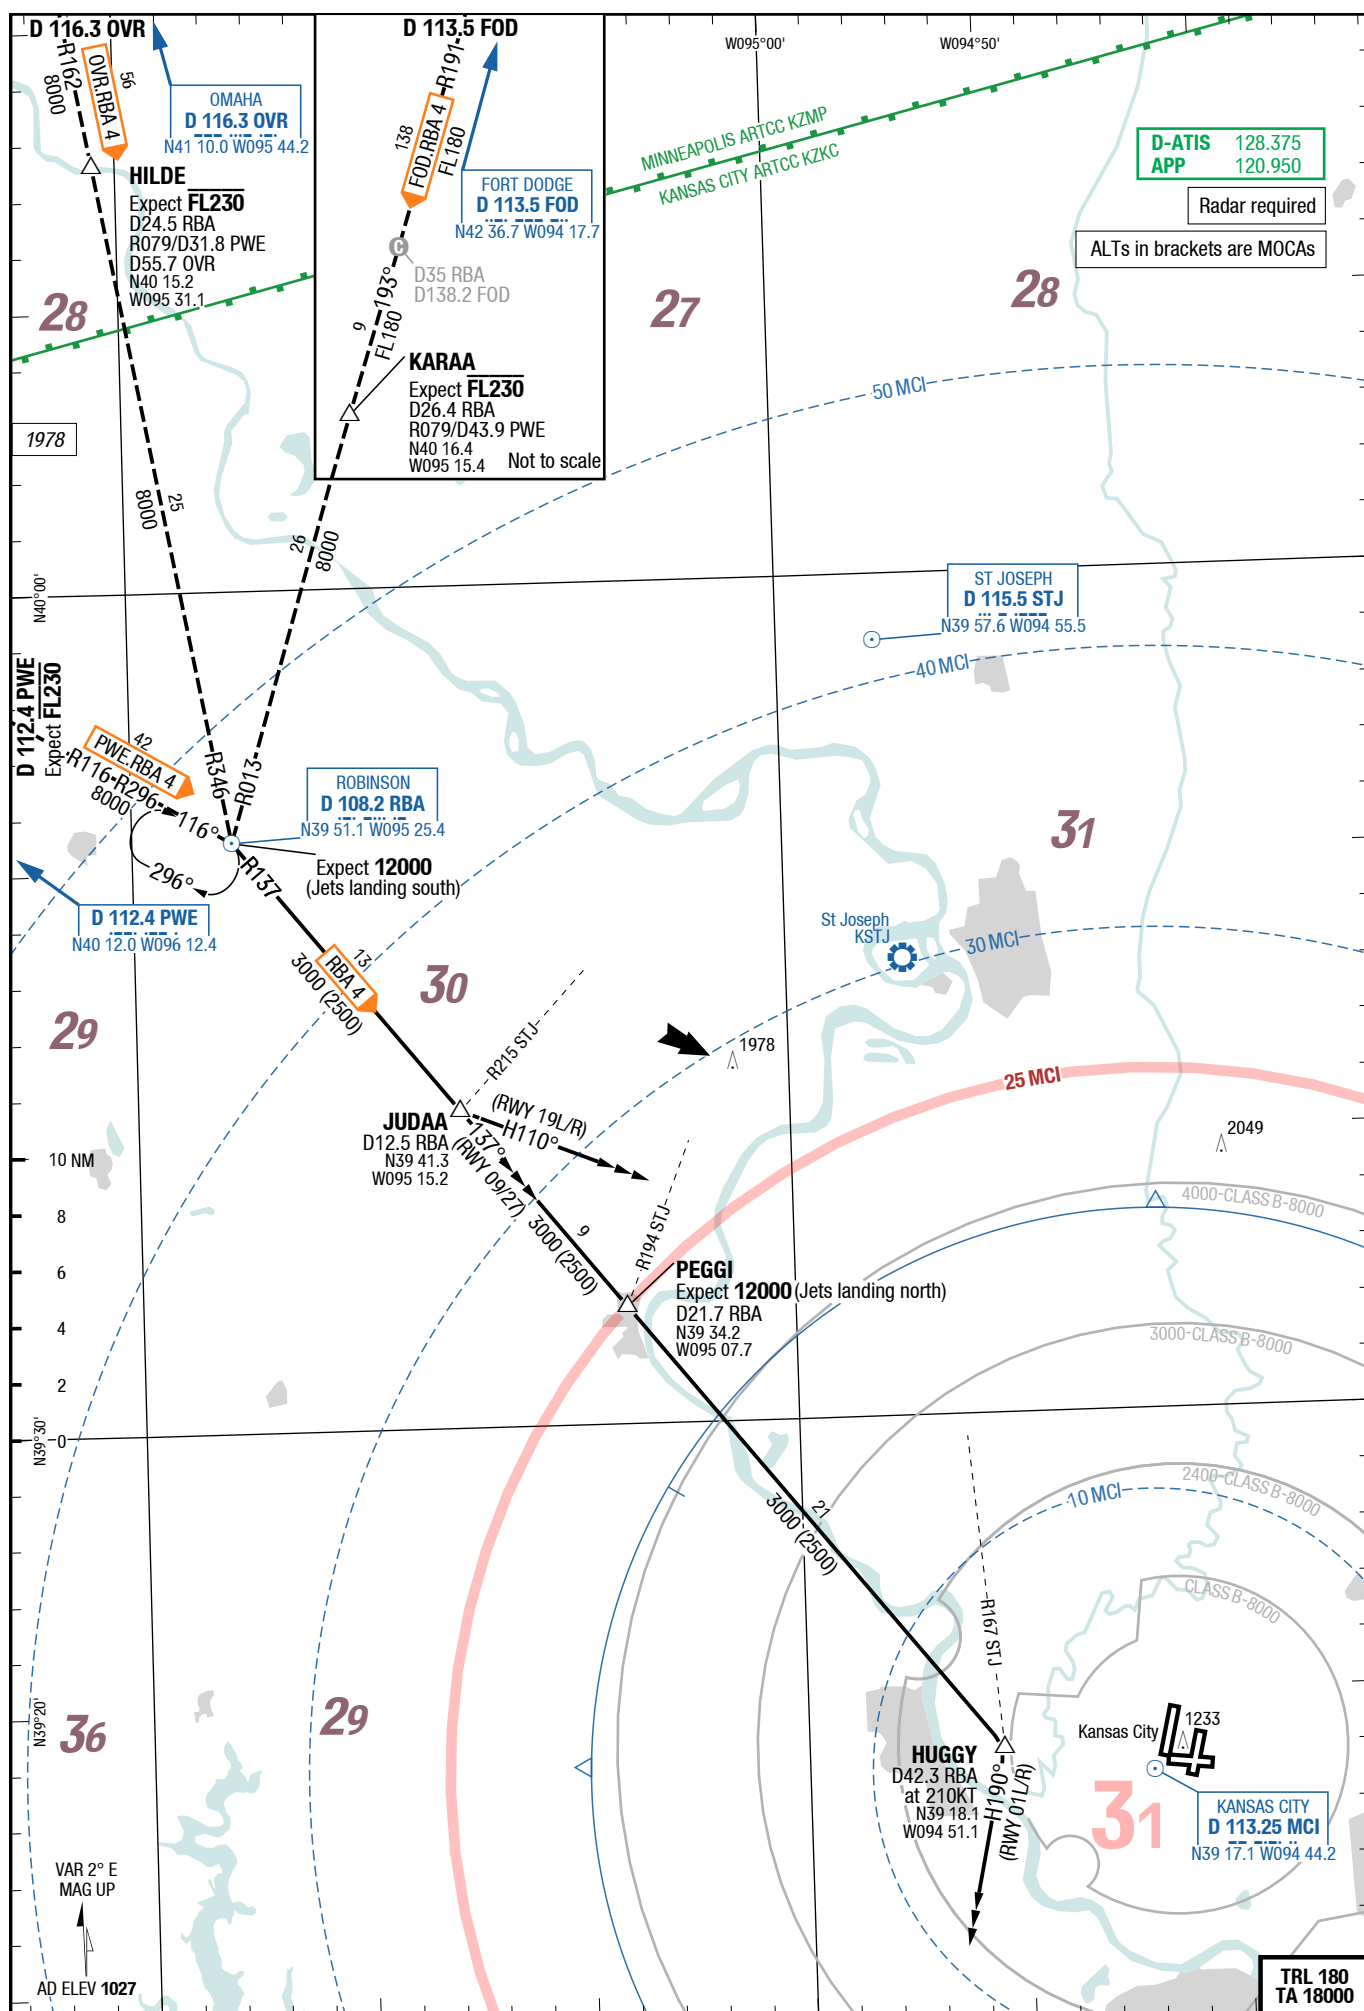 D 116.3 OVR
R162
8000
OVR.RBA 4
56
OMAHA
D 116.3 OVR
N41 10.0 W095 44.2
HILDE
Expect FL230
D24.5 RBA
R079/D31.8 PWE
D55.7 OVR
N40 15.2
W095 31.1
28
1978
25
8000
D 113.5 FOD
R191
138
FOD.RBA 4
FL180
FORT DODGE
D 113.5 FOD
N42 36.7 W094 17.7
C
D35 RBA
D138.2 FOD
193°
9
FL180
KARAA
Expect FL230
D26.4 RBA
R079/D43.9 PWE
N40 16.4
W095 15.4
Not to scale
26
8000
W095°00'
W094°50'
MINNEAPOLIS ARTCC KZMP
KANSAS CITY ARTCC KZKC
D-ATIS 128.375
APP 120.950
Radar required
ALTs in brackets are MOCAs
27
28
50 MCI
N40°00'
ST JOSEPH
D 115.5 STJ
N39 57.6 W094 55.5
40 MCI
D 112.4 PWE
Expect FL230
42
PWE.RBA 4
R116
R296
8000
116°
296°
R346
R013
ROBINSON
D 108.2 RBA
N39 51.1 W095 25.4
Expect 12000
(Jets landing south)
R137
D 112.4 PWE
N40 12.0 W096 12.4
31
St Joseph
KSTJ
30 MCI
13
RBA 4
3000 (2500)
30
29
R215 STJ
1978
25 MCI
JUDAA
D12.5 RBA
N39 41.3
W095 15.2
(RWY 19L/R)
H110°
137°
(RWY 09/27)
9
3000 (2500)
R194 STJ
2049
10 NM
8
6
4
2
0
4000-CLASS B-8000
PEGGI
Expect 12000 (Jets landing north)
D21.7 RBA
N39 34.2
W095 07.7
3000-CLASS B-8000
N39°30'
2400-CLASS B-8000
10 MCI
21
3000 (2500)
CLASS B-8000
R167 STJ
N39°20'
36
29
HUGGY
D42.3 RBA
at 210KT
N39 18.1
W094 51.1
H190°
(RWY 01L/R)
Kansas City
1233
31
KANSAS CITY
D 113.25 MCI
N39 17.1 W094 44.2
VAR 2° E
MAG UP
AD ELEV 1027
TRL 180
TA 18000